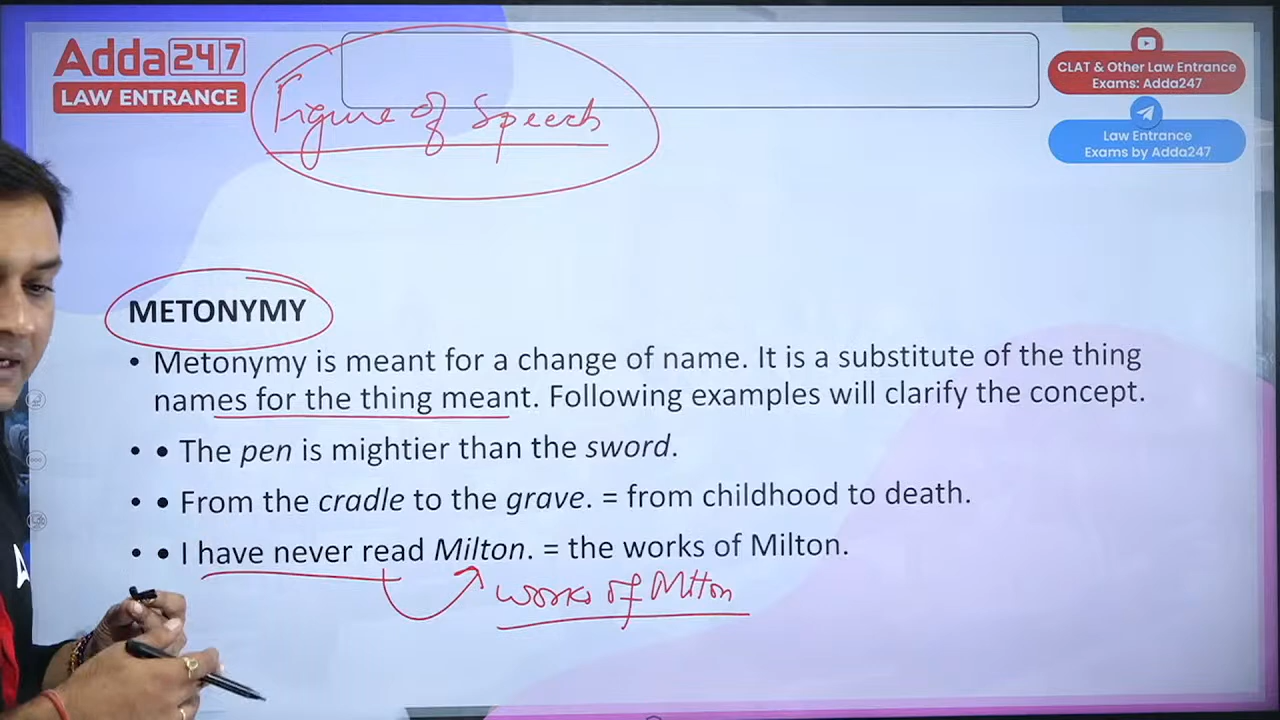 Adda247
LAW ENTRANCE
Figure of Speech
CLAT & Other Law Entrance
Exams: Adda247
Law Entrance
Exams by Adda247
METONYMY
• Metonymy is meant for a change of name. It is a substitute of the thing
names for the thing meant. Following examples will clarify the concept.
• • The pen is mightier than the sword.
• • From the cradle to the grave. = from childhood to death.
• • I have never read Milton. = the works of Milton.
works of Milton